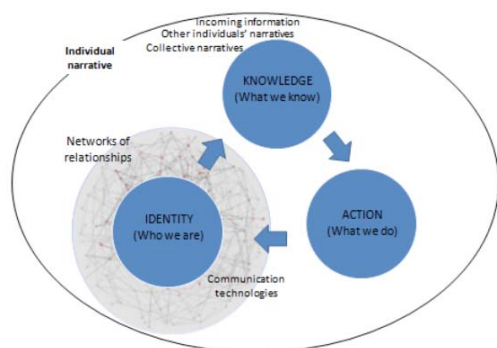 Incoming information
Other individuals' narratives
Collective narratives
Individual
narrative
KNOWLEDGE
(What we know)
Networks of
relationships
IDENTITY
(Who we are)
ACTION
(What we do)
Communication
technologies